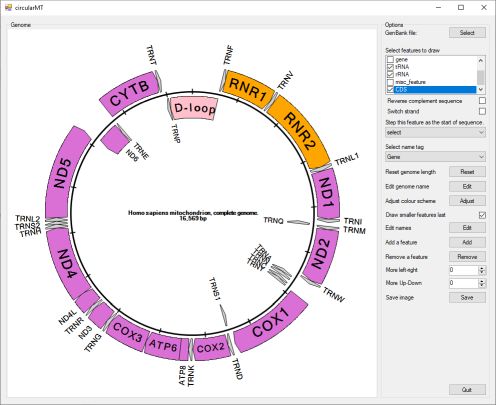 circularMT
Genome
Options
GenBank file:
Select
Select features to draw
gene
tRNA
rRNA
misc_feature
CDS
Reverse complement sequence
Switch strand
Step this feature as the start of sequence.
select
Select name tag
Gene
Reset genome length
Reset
Edit genome name
Edit
Adjust colour scheme
Adjust
Draw smaller features last
Edit names
Edit
Add a feature
Add
Remove a feature
Remove
More left-right
0
More Up-Down
0
Save image
Save
Quit
TRNT
TRNF
CYTB
D-loop
RNR1
TRNV
RNR2
TRNP
TRNE
ND6
TRNL1
ND5
ND1
Homo sapiens mitochondrion, complete genome.
16,569 bp
TRNQ
TRNI
TRNM
TRNL2
TRNS2
TRNH
ND2
TRNA
TRNY
TRNW
ND4
TRNS1
COX1
ND4L
TRNR
ND3
TRNG
COX3
ATP6
COX2
ATP8
TRNK
TRND